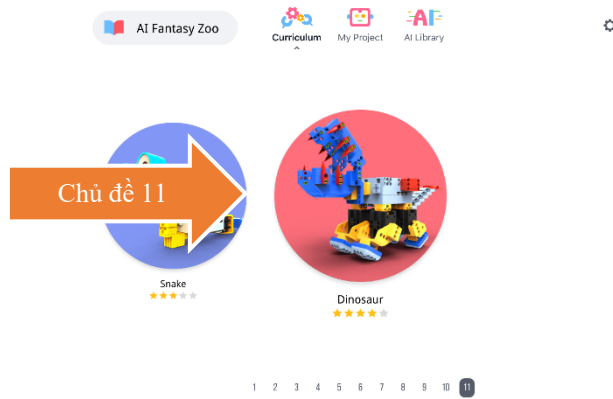 AI Fantasy Zoo
Curriculum
My Project
AI
AI Library
Chủ đề 11
Snake
Dinosaur
1 2 3 4 5 6 7 8 9 10 11